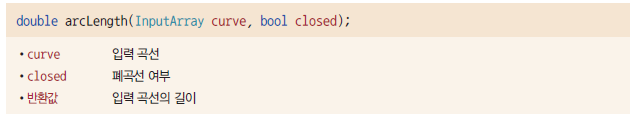 double arcLength(InputArray curve, bool closed);
• curve 입력 곡선
• closed 폐곡선 여부
• 반환값 입력 곡선의 길이